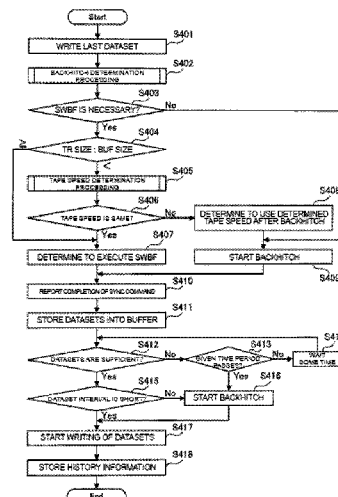 Start
S401
WRITE LAST DATASET
S402
BACKHITCH DETERMINATION
PROCESSING
S403
SWBF IS NECESSARY?
No
Yes
S404
≧
TR SIZE : BUF SIZE
<
S405
TAPE SPEED DETERMINATION
PROCESSING
S406
TAPE SPEED IS SAME?
No
S408
DETERMINE TO USE DETERMINED
TAPE SPEED AFTER BACKHITCH
Yes
S407
DETERMINE TO EXECUTE SWBF
START BACKHITCH
S409
S410
REPORT COMPLETION OF SYNC COMMAND
S411
STORE DATASETS INTO BUFFER
S412
DATASETS ARE SUFFICIENT?
No
S413
GIVEN TIME PERIOD
PASSES?
No
WAIT
SOME TIME
Yes
Yes
S415
DATASET INTERVAL IS SHORT?
No
S416
START BACKHITCH
Yes
S417
START WRITING OF DATASETS
S418
STORE HISTORY INFORMATION
End